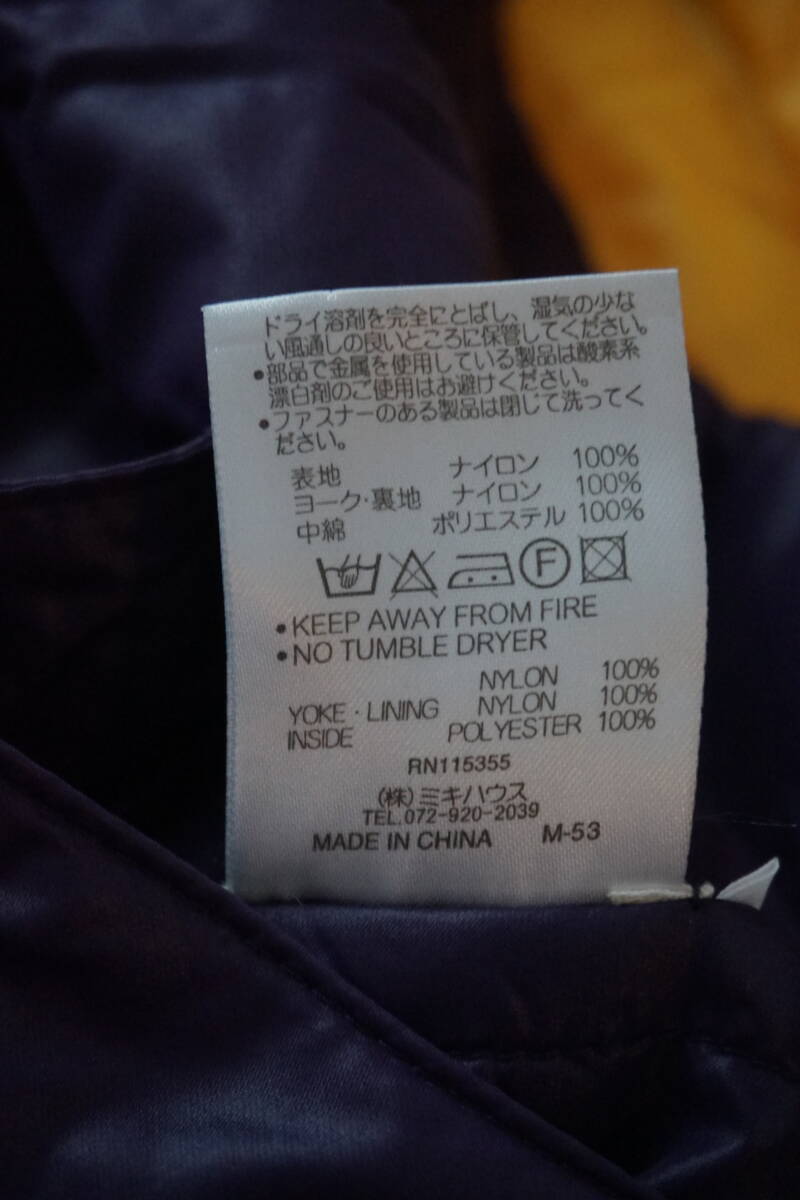 ドライ溶剤を完全にとばし、湿気の少な
い風通しの良いところに保管してください。
•部品で金属を使用している製品は酸素系
漂白剤のご使用はお避けください。
•ファスナーのある製品は閉じて洗ってく
ださい。
表地 ナイロン 100%
ヨーク・裏地 ナイロン 100%
中綿 ポリエステル 100%
F
•KEEP AWAY FROM FIRE
•NO TUMBLE DRYER
NYLON 100%
YOKE・LINING NYLON 100%
INSIDE POLYESTER 100%
RN115355
(株)ミキハウス
TEL.072-920-2039
MADE IN CHINA M-53